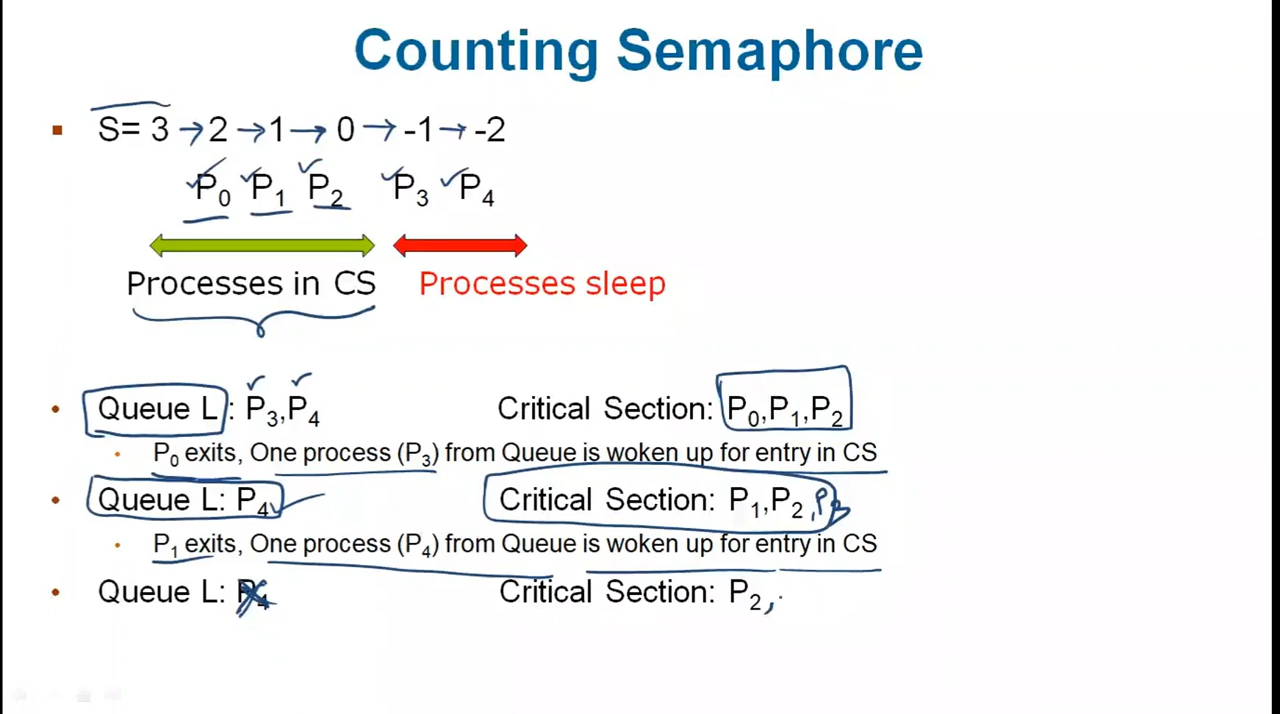 Counting Semaphore
S= 3 → 2 → 1 → 0 → -1 → -2
P0 P1 P2 P3 P4
Processes in CS Processes sleep
Queue L : P3,P4 Critical Section: P0,P1,P2
P0 exits, One process (P3) from Queue is woken up for entry in CS
Queue L: P4 Critical Section: P1,P2,P3
P1 exits, One process (P4) from Queue is woken up for entry in CS
Queue L: P4 Critical Section: P2,